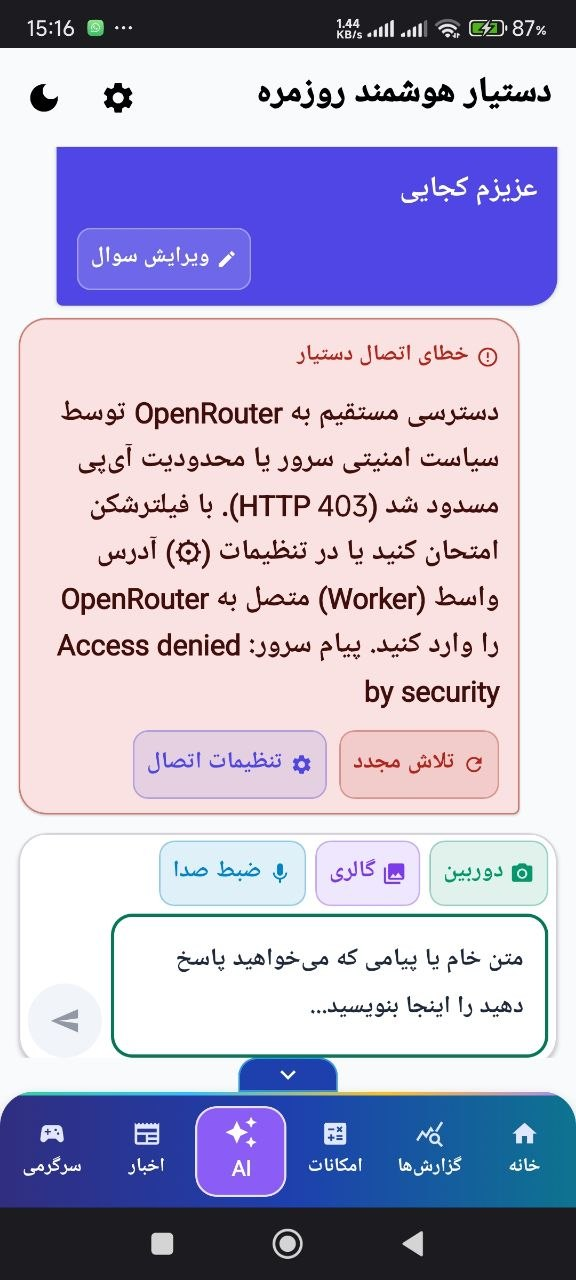 15:16
1.44
KB/s
87%
دستیار هوشمند روزمره
عزیزم کجایی
ویرایش سوال
خطای اتصال دستیار
دسترسی مستقیم به OpenRouter توسط
سیاست امنیتی سرور یا محدودیت آی‌پی
مسدود شد (HTTP 403). با فیلترشکن
امتحان کنید یا در تنظیمات (⚙) آدرس
واسط (Worker) متصل به OpenRouter
را وارد کنید. پیام سرور: Access denied
by security
تلاش مجدد
تنظیمات اتصال
دوربین
گالری
ضبط صدا
متن خام یا پیامی که می‌خواهید پاسخ
دهید را اینجا بنویسید...
خانه
گزارش‌ها
امکانات
AI
اخبار
سرگرمی